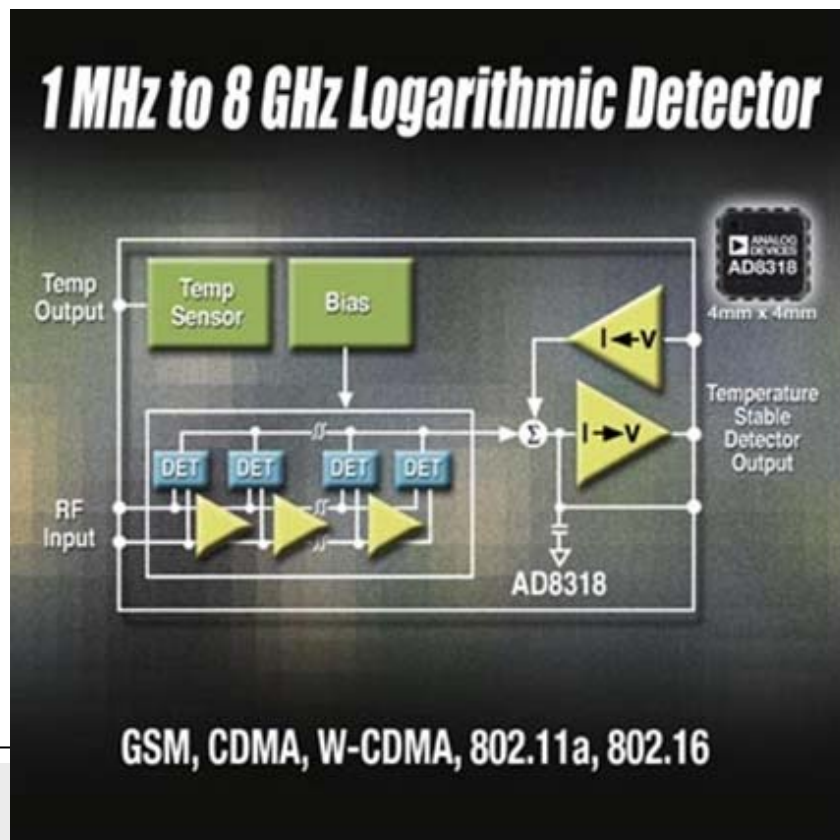 1 MHz to 8 GHz Logarithmic Detector
ANALOG
DEVICES
AD8318
4mm x 4mm
Temp
Output
Temp
Sensor
Bias
I V
Temperature
Stable
Detector
Output
Σ
I V
DET
DET
DET
DET
RF
Input
AD8318
GSM, CDMA, W-CDMA, 802.11a, 802.16